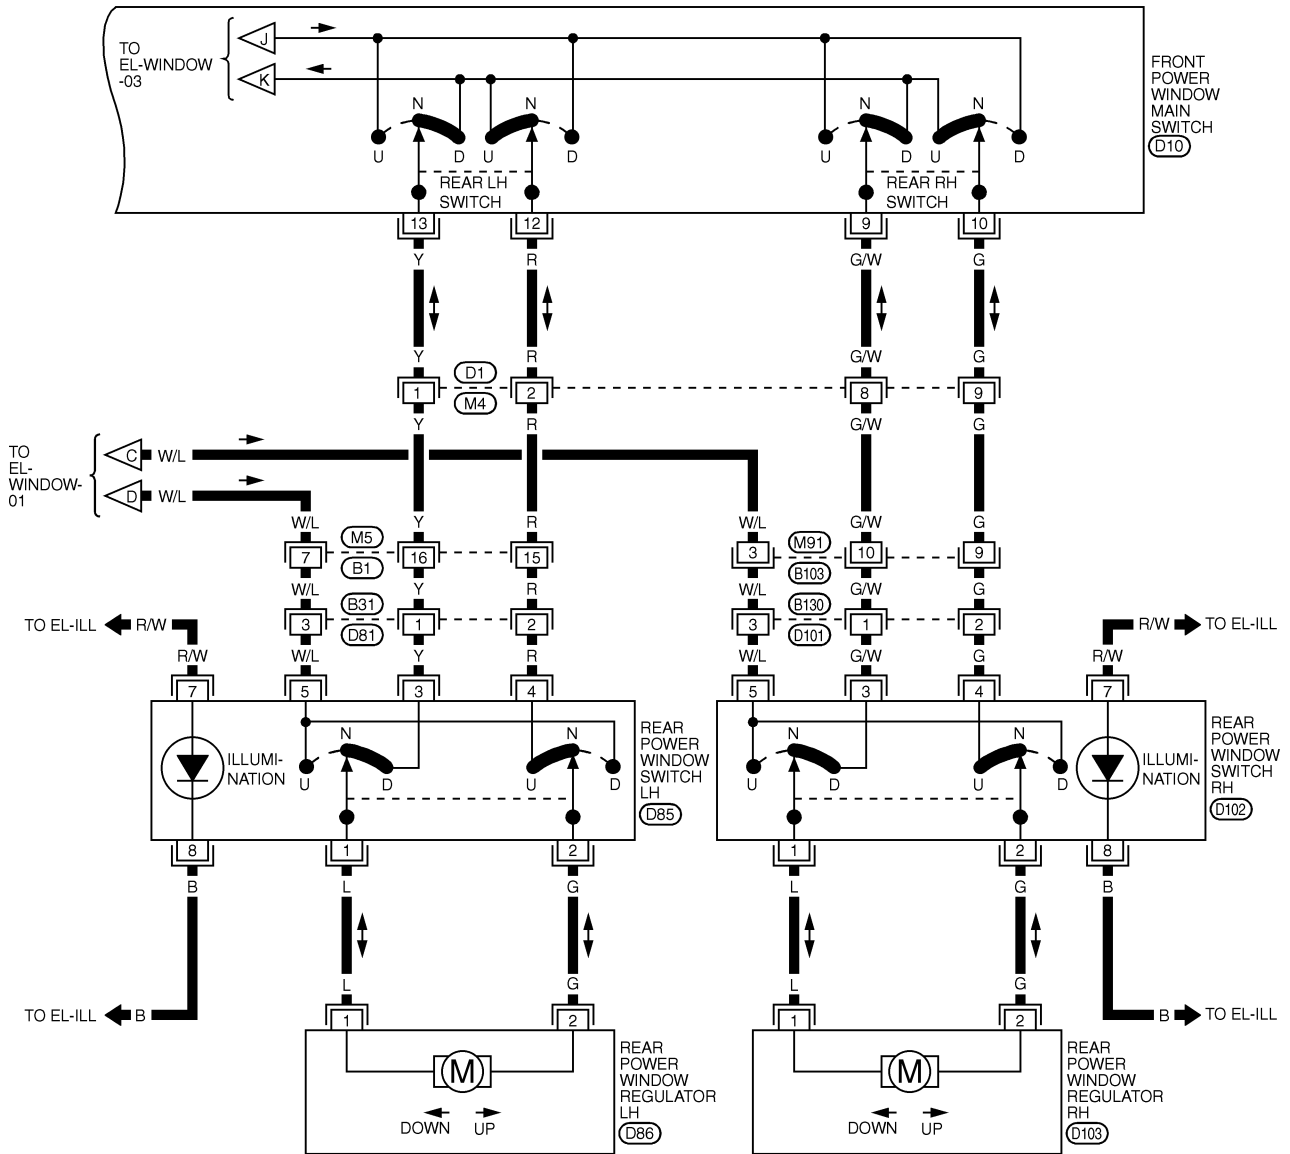 TO
EL-WINDOW
-03
J
K
FRONT
POWER
WINDOW
MAIN
SWITCH
D10
N N N N
U D U D U D U D
REAR LH
SWITCH
REAR RH
SWITCH
13 12 9 10
Y R G/W G
Y R G/W G
D1
1 2 8 9
M4
Y R G/W G
TO
EL-
WINDOW-
01
C W/L
D W/L
W/L Y R W/L G/W G
M5 M91
7 16 15 3 10 9
B1 B103
W/L Y R W/L G/W G
B31 B130
3 1 2 3 1 2
D81 D101
TO EL-ILL R/W R/W TO EL-ILL
R/W W/L Y R W/L G/W G R/W
7 5 3 4 5 3 4 7
REAR
POWER
WINDOW
SWITCH
LH
D85
REAR
POWER
WINDOW
SWITCH
RH
D102
N N N N
ILLUMI-
NATION
ILLUMI-
NATION
U D U D U D U D
8 1 2 1 2 8
B L G L G B
L G L G
TO EL-ILL B B TO EL-ILL
1 2 1 2
M M
DOWN UP
DOWN UP
REAR
POWER
WINDOW
REGULATOR
LH
D86
REAR
POWER
WINDOW
REGULATOR
RH
D103